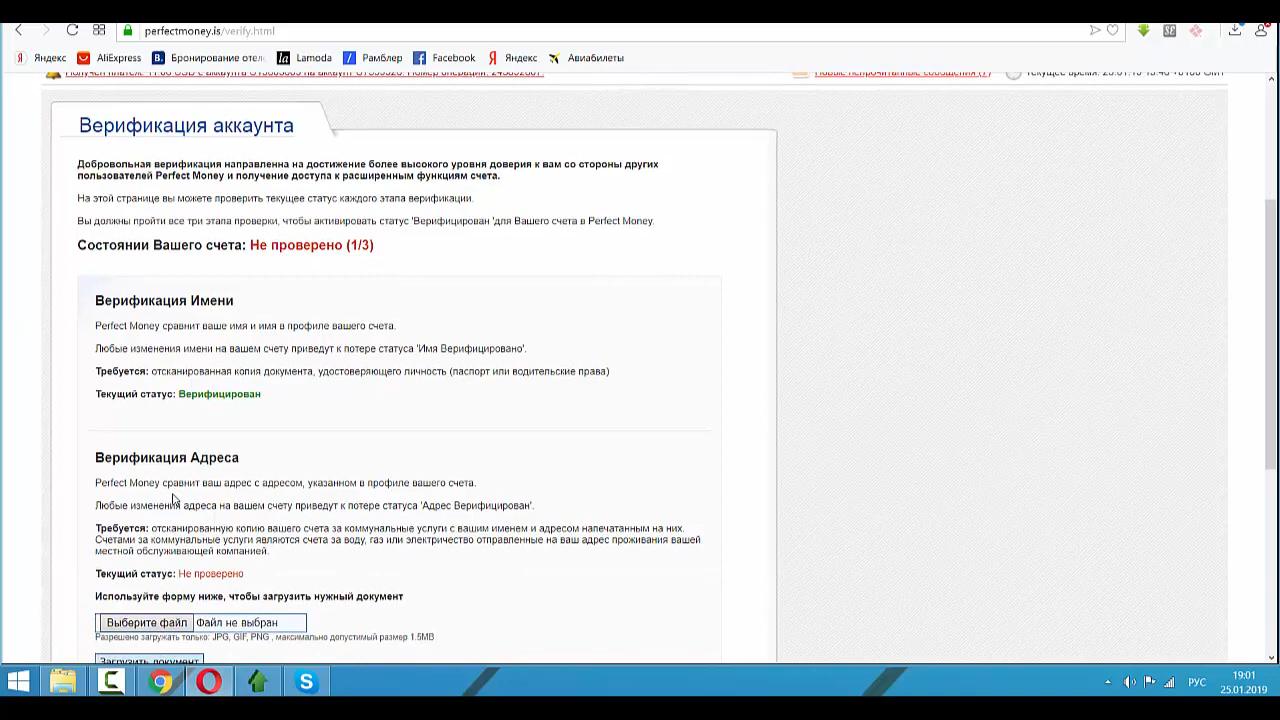 perfectmoney.is/verify.html
Яндекс AliExpress Бронирование отел Lamoda Рамблер Facebook Яндекс Авиабилеты
Верификация аккаунта
Добровольная верификация направленна на достижение более высокого уровня доверия к вам со стороны других
пользователей Perfect Money и получение доступа к расширенным функциям счета.
На этой странице вы можете проверить текущее статус каждого этапа верификации.
Вы должны пройти все три этапа проверки, чтобы активировать статус 'Верифицирован 'для Вашего счета в Perfect Money.
Состоянии Вашего счета: Не проверено (1/3)
Верификация Имени
Perfect Money сравнит ваше имя и имя в профиле вашего счета.
Любые изменения имени на вашем счету приведут к потере статуса 'Имя Верифицировано'.
Требуется: отсканированная копия документа, удостоверяющего личность (паспорт или водительские права)
Текущий статус: Верифицирован
Верификация Адреса
Perfect Money сравнит ваш адрес с адресом, указанном в профиле вашего счета.
Любые изменения адреса на вашем счету приведут к потере статуса 'Адрес Верифицирован'.
Требуется: отсканированную копию вашего счета за коммунальные услуги с вашим именем и адресом напечатанным на них.
Счетами за коммунальные услуги являются счета за воду, газ или электричество отправленные на ваш адрес проживания вашей
местной обслуживающей компанией.
Текущий статус: Не проверено
Используйте форму ниже, чтобы загрузить нужный документ
Выберите файл Файл не выбран
Разрешено загружать только: JPG, GIF, PNG , максимально допустимый размер 1.5MB
Загрузить документ
РУС
19:01
25.01.2019